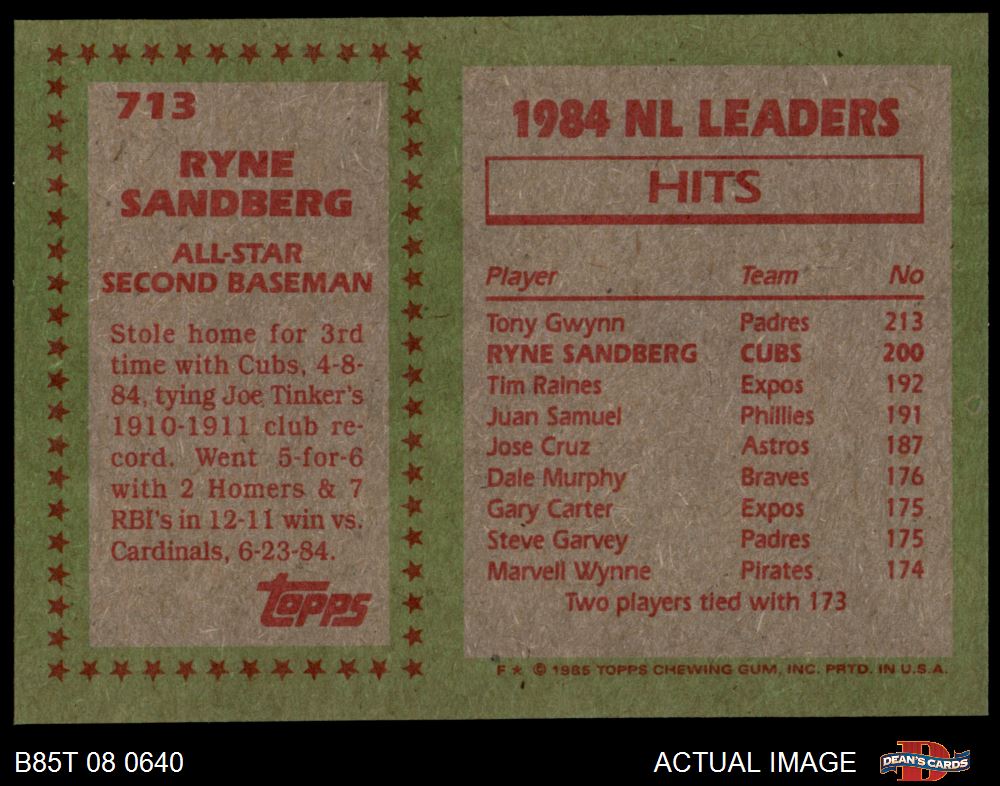 713
RYNE
SANDBERG
ALL-STAR
SECOND BASEMAN
Stole home for 3rd
time with Cubs, 4-8-
84, tying Joe Tinker's
1910-1911 club re-
cord. Went 5-for-6
with 2 Homers & 7
RBI's in 12-11 win vs.
Cardinals, 6-23-84.
topps
1984 NL LEADERS
HITS
Player Team No
Tony Gwynn Padres 213
RYNE SANDBERG CUBS 200
Tim Raines Expos 192
Juan Samuel Phillies 191
Jose Cruz Astros 187
Dale Murphy Braves 176
Gary Carter Expos 175
Steve Garvey Padres 175
Marvell Wynne Pirates 174
Two players tied with 173
F★ © 1985 TOPPS CHEWING GUM, INC. PRTD. IN U.S.A.
B85T 08 0640
ACTUAL IMAGE
D
DEAN'S CARDS